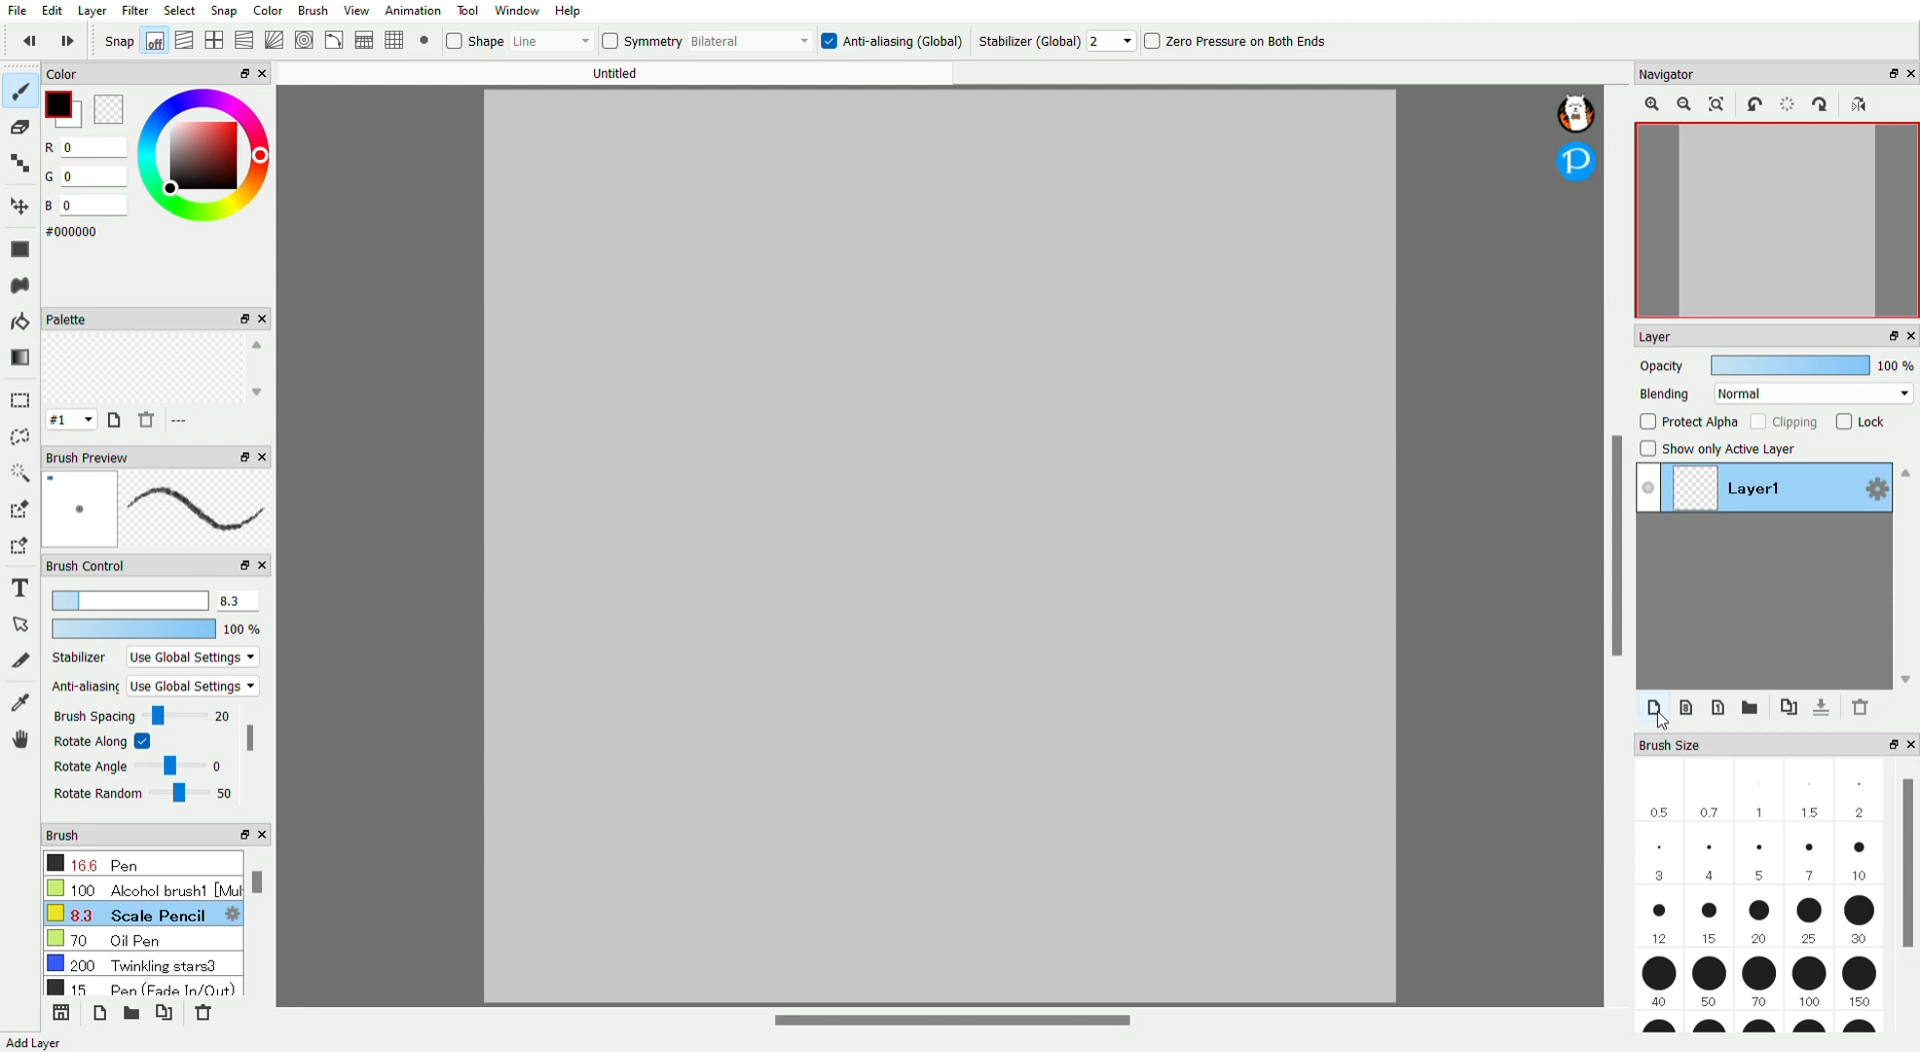 File Edit Layer Filter Select Snap Color Brush View Animation Tool Window Help
Snap off Shape Line Symmetry Bilateral Anti-aliasing (Global) Stabilizer (Global) 2 Zero Pressure on Both Ends
Color
R 0
G 0
B 0
#000000
Palette
#1 ---
Brush Preview
Brush Control
8.3
100 %
Stabilizer Use Global Settings
Anti-aliasing Use Global Settings
Brush Spacing 20
Rotate Along
Rotate Angle 0
Rotate Random 50
Brush
16.6 Pen
100 Alcohol brush1 [Mul
8.3 Scale Pencil
70 Oil Pen
200 Twinkling stars3
15 Pen (Fade In/Out)
Add Layer
Untitled
P
Navigator
Layer
Opacity 100 %
Blending Normal
Protect Alpha Clipping Lock
Show only Active Layer
Layer1
8 1
Brush Size
0.5 0.7 1 1.5 2
3 4 5 7 10
12 15 20 25 30
40 50 70 100 150